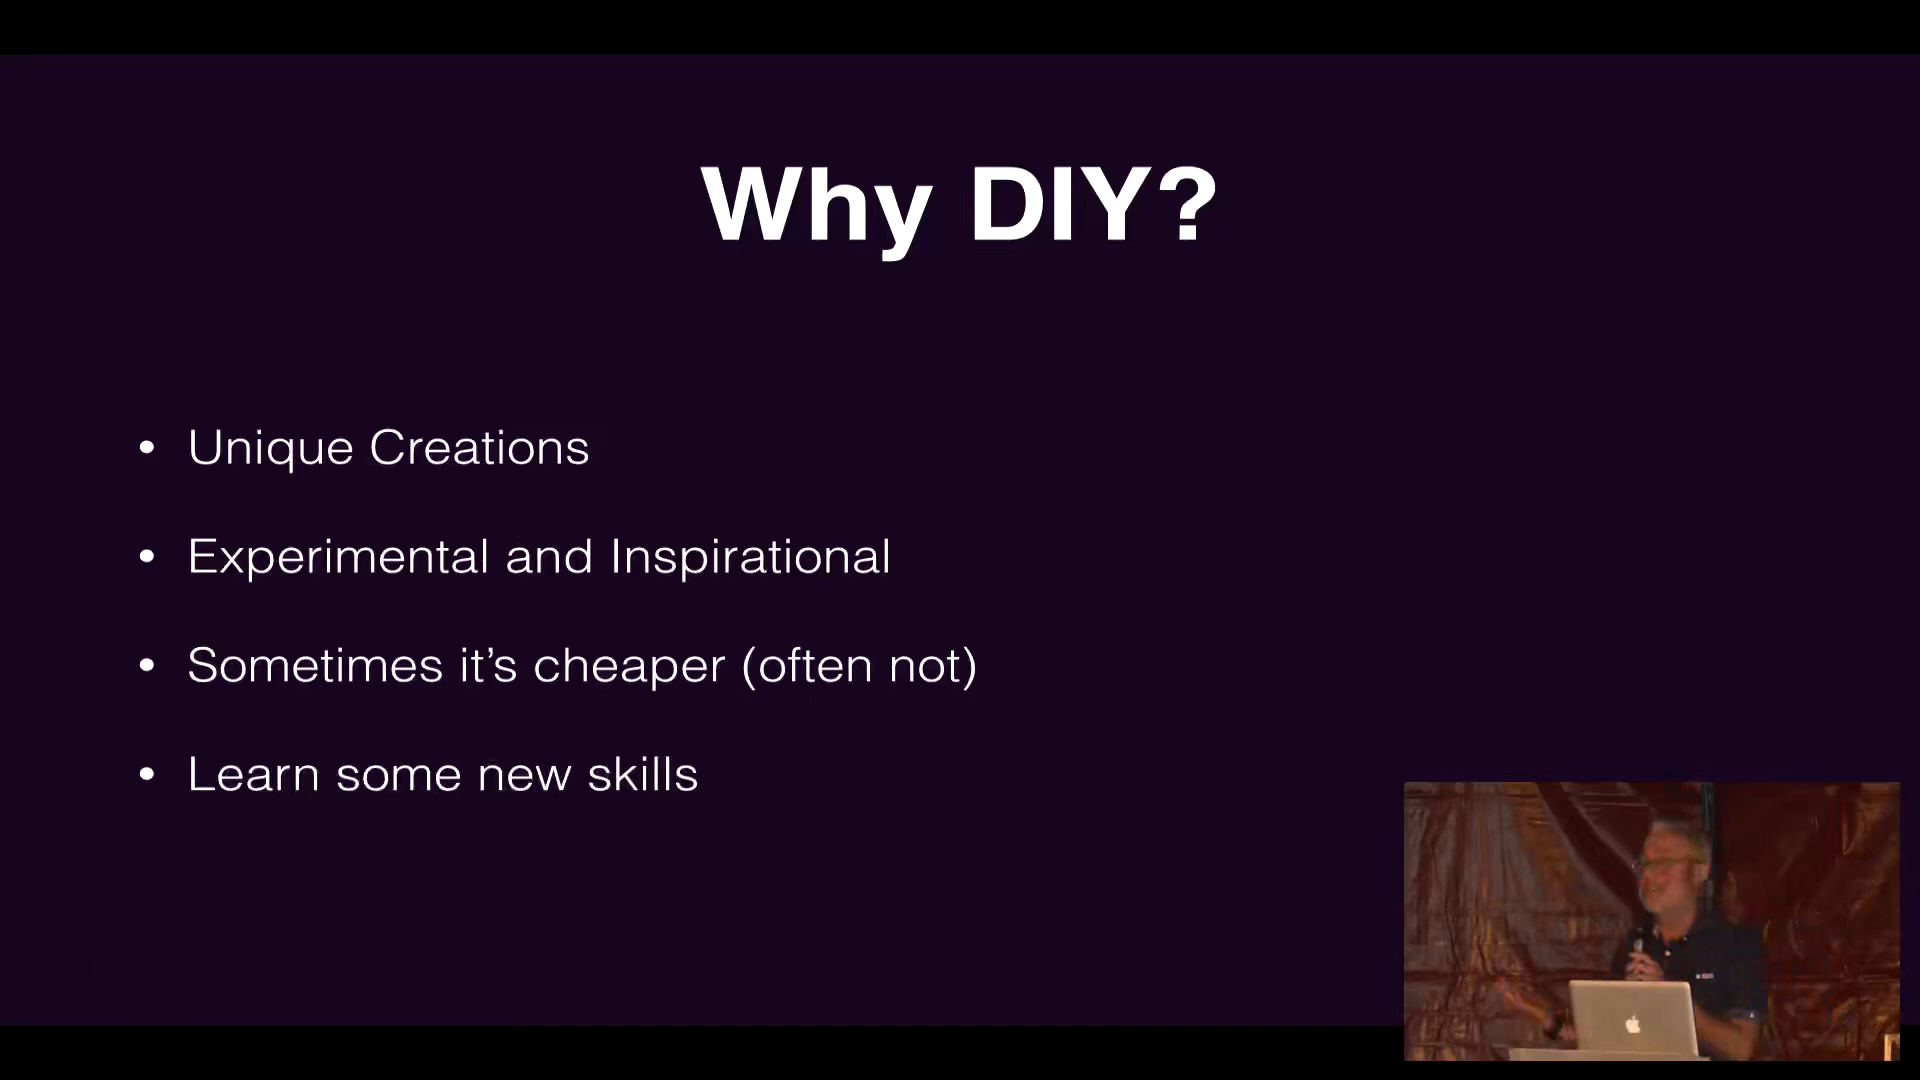 Why DIY?
• Unique Creations
• Experimental and Inspirational
• Sometimes it’s cheaper (often not)
• Learn some new skills